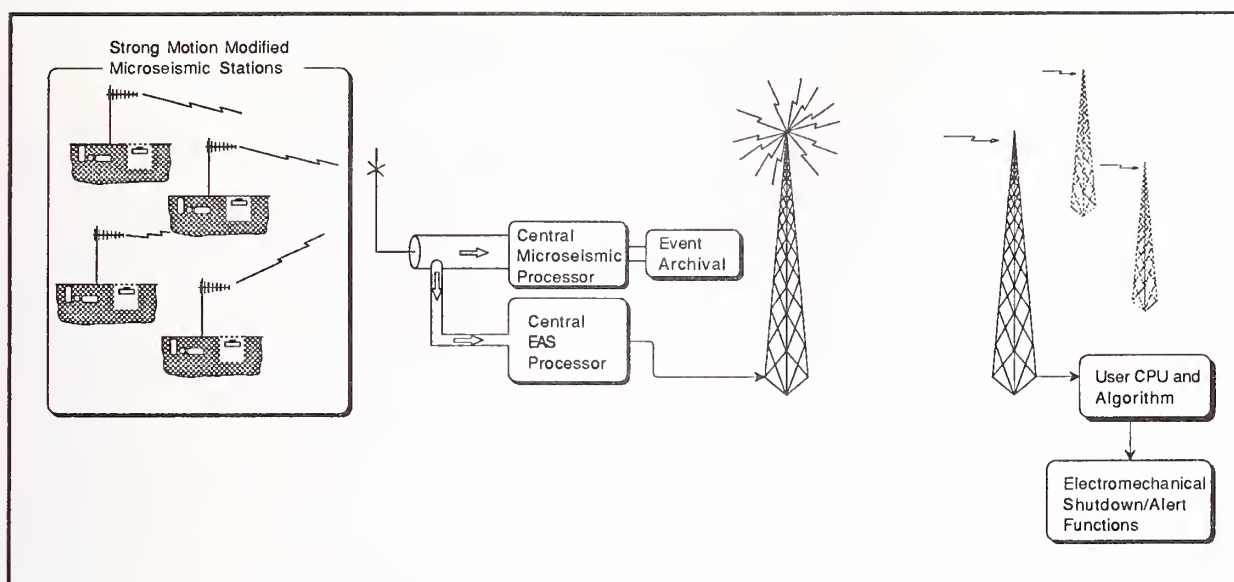 Strong Motion Modified
Microseismic Stations
Central
Microseismic
Processor
Event
Archival
Central
EAS
Processor
User CPU and
Algorithm
Electromechanical
Shutdown/Alert
Functions